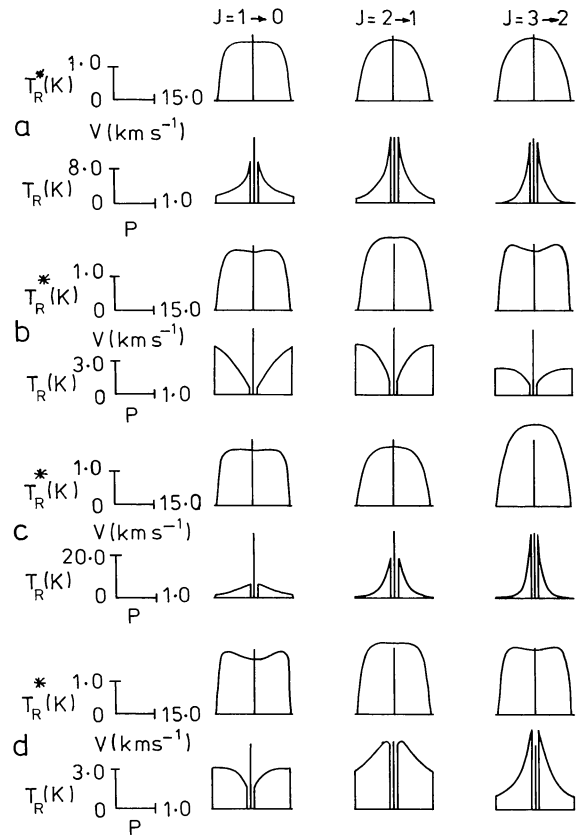 J=1→0 J=2→1 J=3→2
1.0
T*R(K)
0 15.0
a V(km s−1)
8.0
TR(K)
0 1.0
P
1.0
T*R(K)
0 15.0
b V(km s−1)
3.0
TR(K)
0 1.0
P
1.0
T*R(K)
0 15.0
c V(km s−1)
20.0
TR(K)
0 1.0
P
1.0
T*R(K)
0 15.0
d V(kms−1)
3.0
TR(K)
0 1.0
P